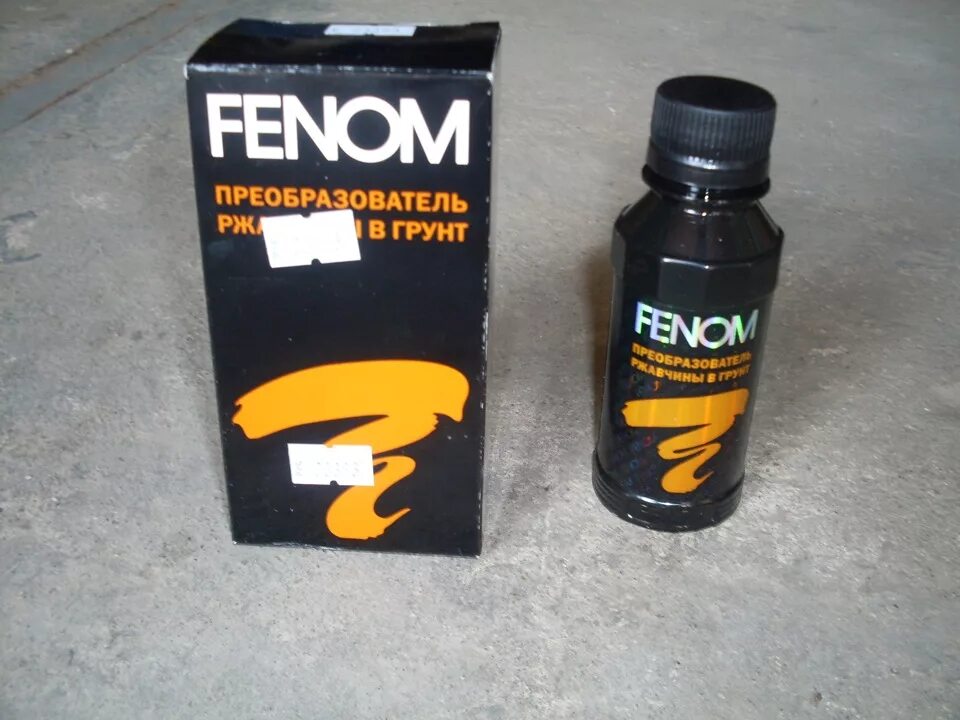 FENOM
ПРЕОБРАЗОВАТЕЛЬ
В ГРУНТ
FENOM
ПРЕОБРАЗОВАТЕЛЬ
РЖАВЧИНЫ В ГРУНТ